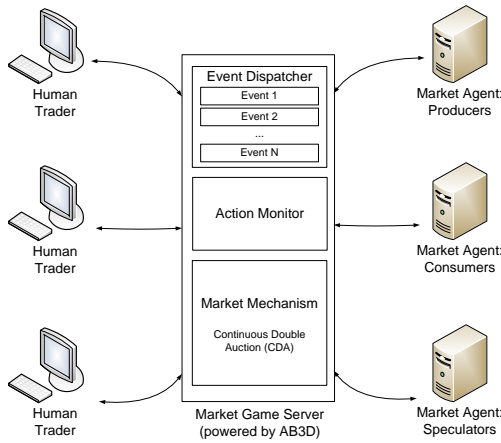 Human
Trader
Human
Trader
Human
Trader
Event Dispatcher
Event 1
Event 2
...
Event N
Action Monitor
Market Mechanism
Continuous Double
Auction (CDA)
Market Game Server
(powered by AB3D)
Market Agent:
Producers
Market Agent:
Consumers
Market Agent:
Speculators